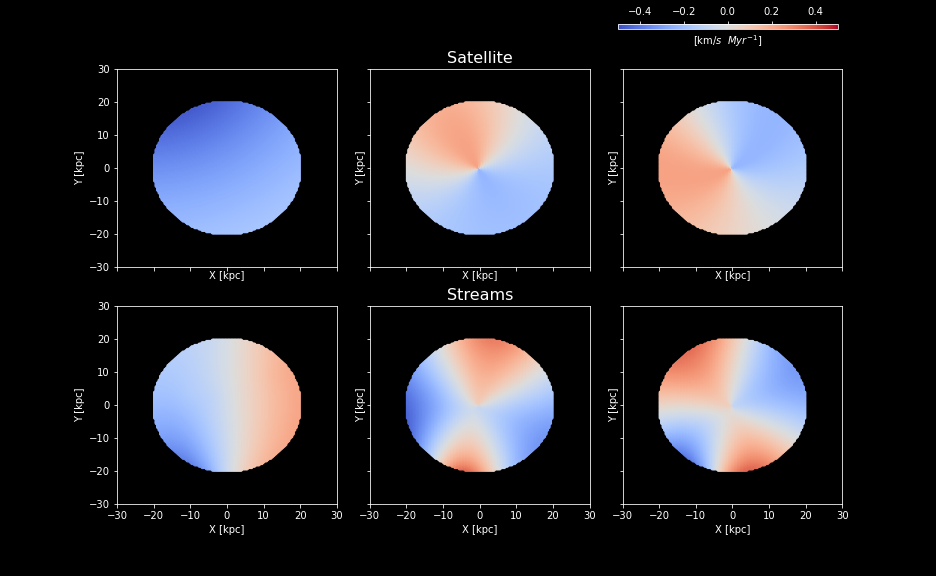 −0.4 −0.2 0.0 0.2 0.4
[km/s Myr⁻¹]
Satellite
30
20
10
0
−10
−20
−30
Y [kpc]
Y [kpc]
Y [kpc]
X [kpc]
X [kpc]
X [kpc]
Streams
30
20
10
0
−10
−20
−30
Y [kpc]
Y [kpc]
Y [kpc]
−30 −20 −10 0 10 20 30
−30 −20 −10 0 10 20 30
−30 −20 −10 0 10 20 30
X [kpc]
X [kpc]
X [kpc]